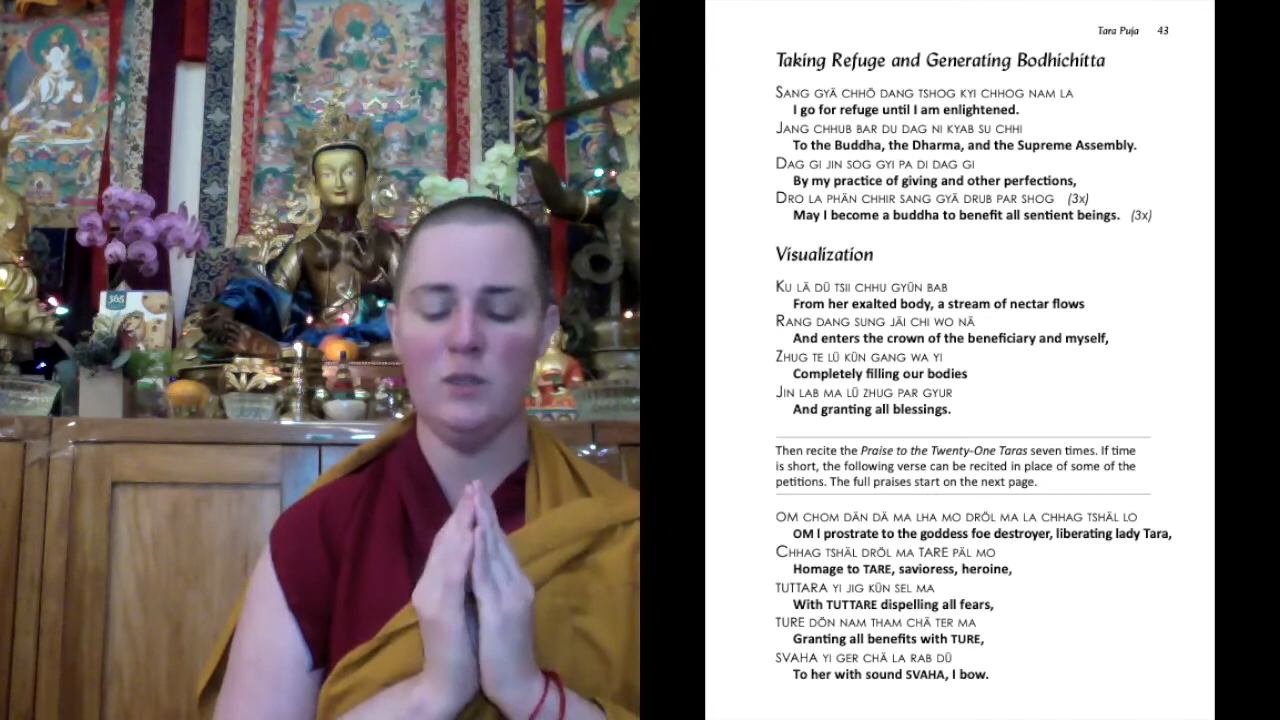 365
Tara Puja 43
Taking Refuge and Generating Bodhichitta
SANG GYÄ CHHÖ DANG TSHOG KYI CHHOG NAM LA
I go for refuge until I am enlightened.
JANG CHHUB BAR DU DAG NI KYAB SU CHHI
To the Buddha, the Dharma, and the Supreme Assembly.
DAG GI JIN SOG GYI PA DI DAG GI
By my practice of giving and other perfections,
DRO LA PHÄN CHHIR SANG GYÄ DRUB PAR SHOG (3x)
May I become a buddha to benefit all sentient beings. (3x)
Visualization
KU LÄ DÜ TSII CHHU GYÜN BAB
From her exalted body, a stream of nectar flows
RANG DANG SUNG JÄI CHI WO NÄ
And enters the crown of the beneficiary and myself,
ZHUG TE LÜ KÜN GANG WA YI
Completely filling our bodies
JIN LAB MA LÜ ZHUG PAR GYUR
And granting all blessings.
Then recite the Praise to the Twenty-One Taras seven times. If time
is short, the following verse can be recited in place of some of the
petitions. The full praises start on the next page.
OM CHOM DÄN DÄ MA LHA MO DRÖL MA LA CHHAG TSHÄL LO
OM I prostrate to the goddess foe destroyer, liberating lady Tara,
CHHAG TSHÄL DRÖL MA TARE PÄL MO
Homage to TARE, savioress, heroine,
TUTTARA YI JIG KÜN SEL MA
With TUTTARE dispelling all fears,
TURE DÖN NAM THAM CHÄ TER MA
Granting all benefits with TURE,
SVAHA YI GER CHÄ LA RAB DÜ
To her with sound SVAHA, I bow.